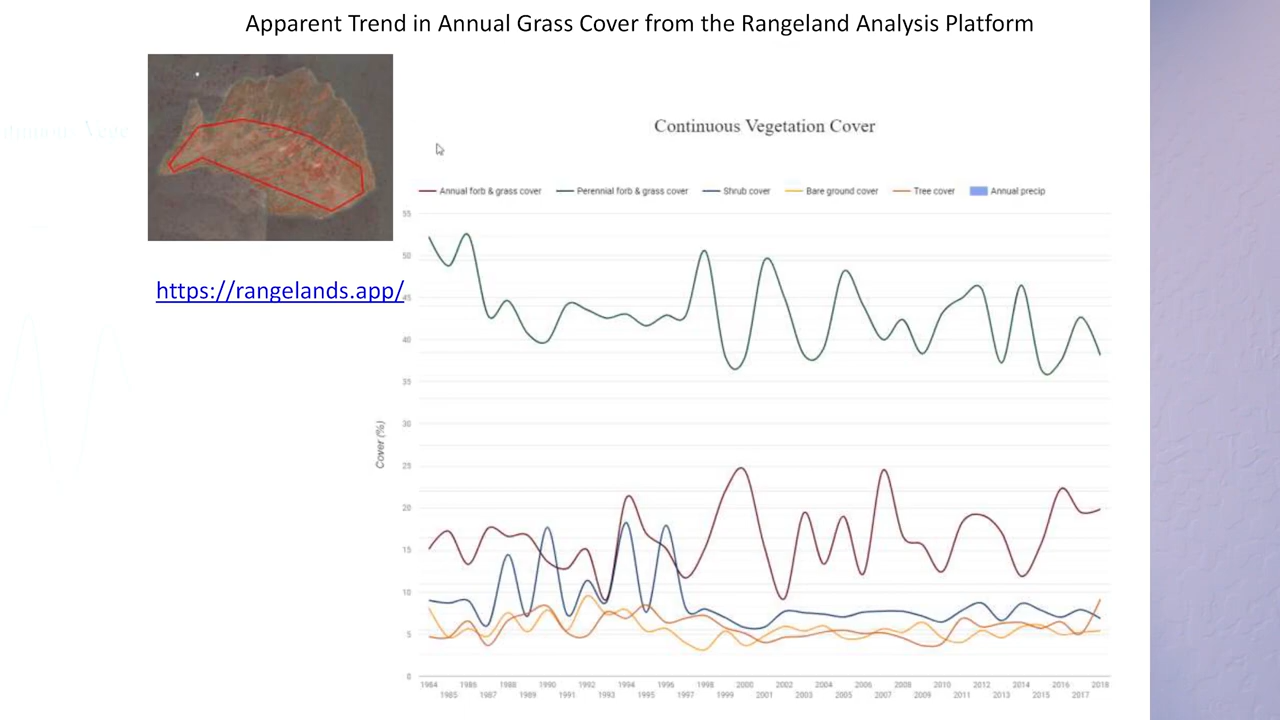 Apparent Trend in Annual Grass Cover from the Rangeland Analysis Platform
https://rangelands.app/
Continuous Vegetation Cover
Annual forb & grass cover
Perennial forb & grass cover
Shrub cover
Bare ground cover
Tree cover
Annual precip
Cover (%)
55
50
45
40
35
30
25
20
15
10
5
0
1984 1986 1988 1990 1992 1994 1996 1998 2000 2002 2004 2006 2008 2010 2012 2014 2016 2018
1985 1987 1989 1991 1993 1995 1997 1999 2001 2003 2005 2007 2009 2011 2013 2015 2017